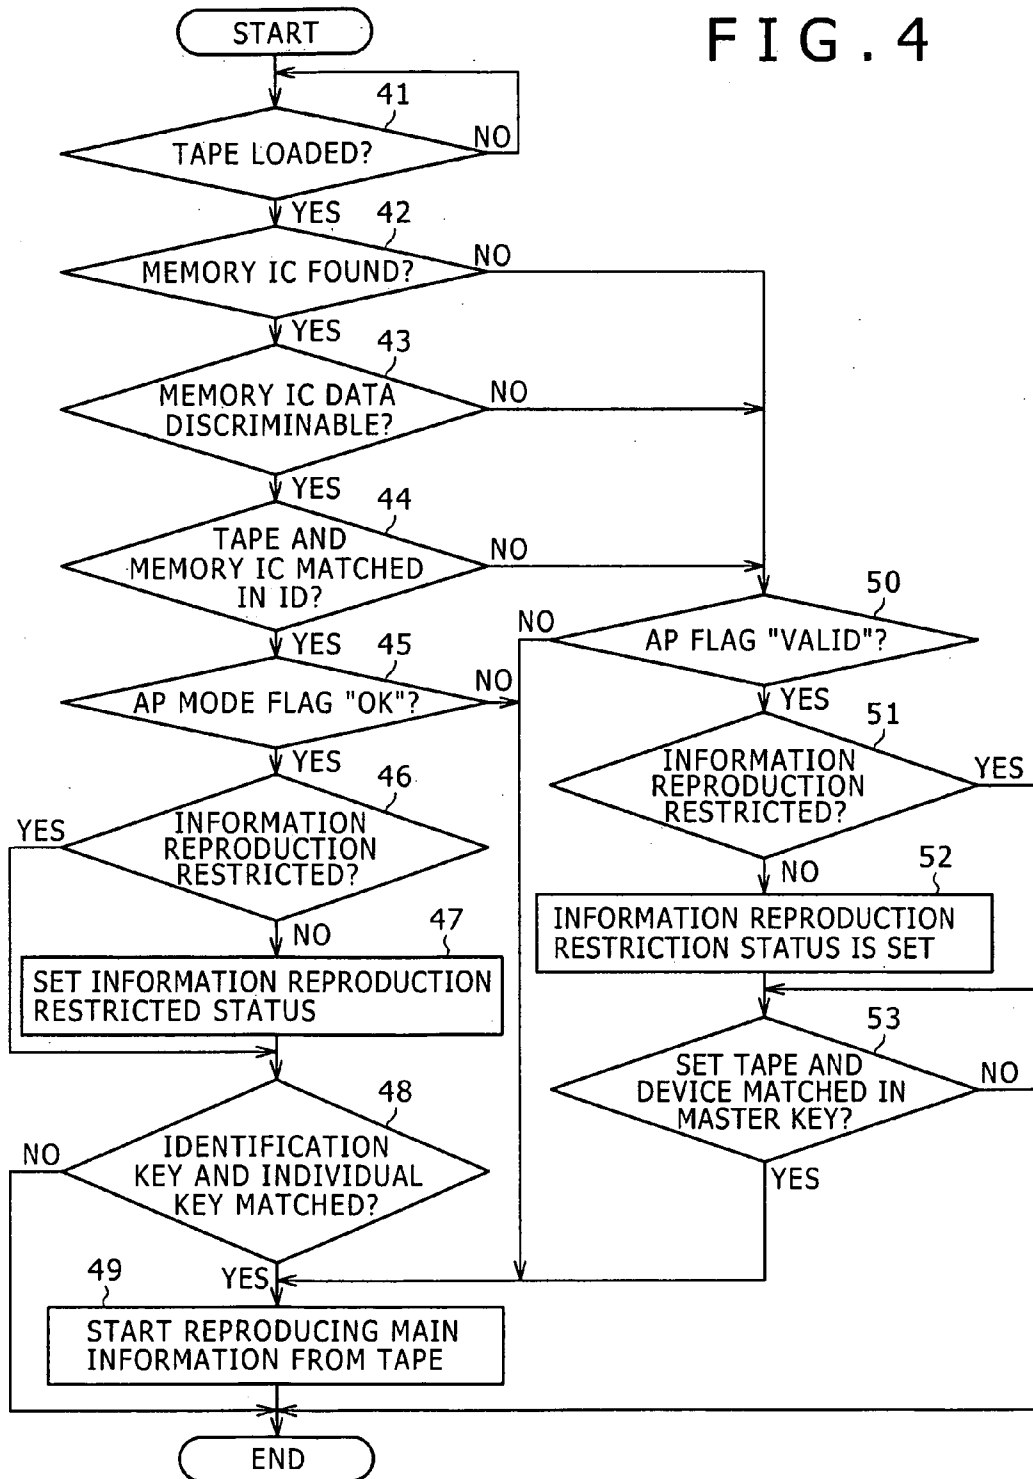 FIG.4
START
41
TAPE LOADED?
NO
YES
42
MEMORY IC FOUND?
NO
YES
43
MEMORY IC DATA
DISCRIMINABLE?
NO
YES
44
TAPE AND
MEMORY IC MATCHED
IN ID?
NO
YES
45
AP MODE FLAG "OK"?
NO
YES
46
INFORMATION
REPRODUCTION
RESTRICTED?
YES
NO
47
SET INFORMATION REPRODUCTION
RESTRICTED STATUS
48
IDENTIFICATION
KEY AND INDIVIDUAL
KEY MATCHED?
NO
YES
49
START REPRODUCING MAIN
INFORMATION FROM TAPE
END
50
AP FLAG "VALID"?
NO
YES
51
INFORMATION
REPRODUCTION
RESTRICTED?
YES
NO
52
INFORMATION REPRODUCTION
RESTRICTION STATUS IS SET
53
SET TAPE AND
DEVICE MATCHED IN
MASTER KEY?
NO
YES